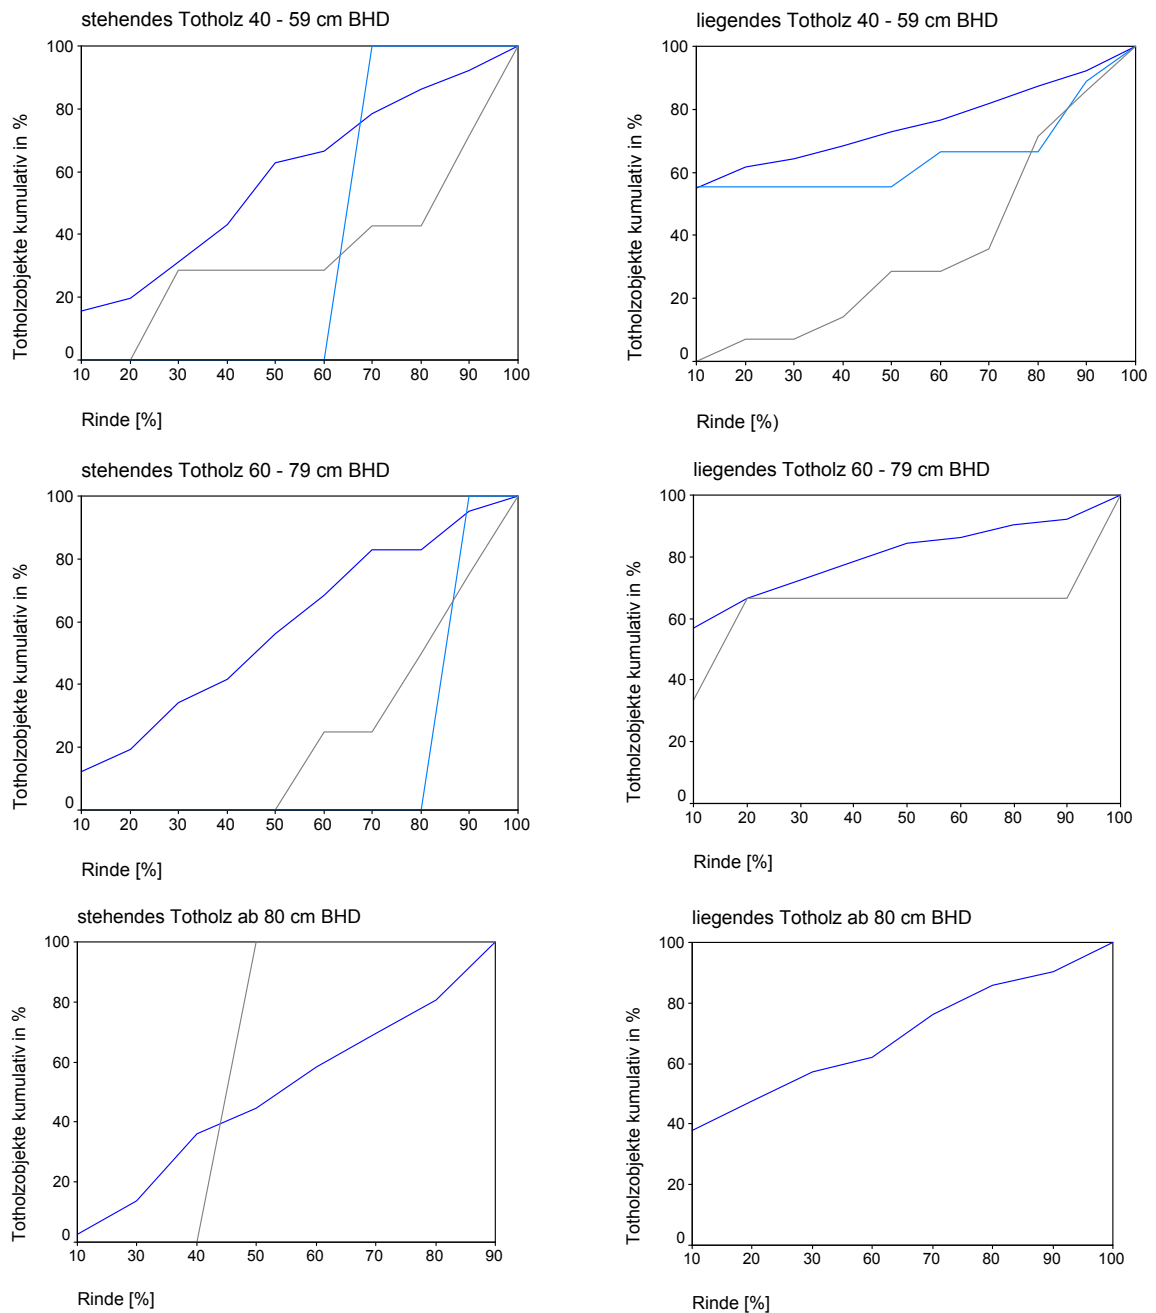 stehendes Totholz 40 - 59 cm BHD
Totholzobjekte kumulativ in %
100
80
60
40
20
0
10 20 30 40 50 60 70 80 90 100
Rinde [%]
liegendes Totholz 40 - 59 cm BHD
Totholzobjekte kumulativ in %
100
80
60
40
20
0
10 20 30 40 50 60 70 80 90 100
Rinde [%)
stehendes Totholz 60 - 79 cm BHD
Totholzobjekte kumulativ in %
100
80
60
40
20
0
10 20 30 40 50 60 70 80 90 100
Rinde [%]
liegendes Totholz 60 - 79 cm BHD
Totholzobjekte kumulativ in %
100
80
60
40
20
0
10 20 30 40 50 60 70 80 90 100
Rinde [%]
stehendes Totholz ab 80 cm BHD
Totholzobjekte kumulativ in %
100
80
60
40
20
0
10 30 40 50 60 70 80 90
Rinde [%]
liegendes Totholz ab 80 cm BHD
Totholzobjekte kumulativ in %
100
80
60
40
20
0
10 20 30 60 70 80 90 100
Rinde [%]